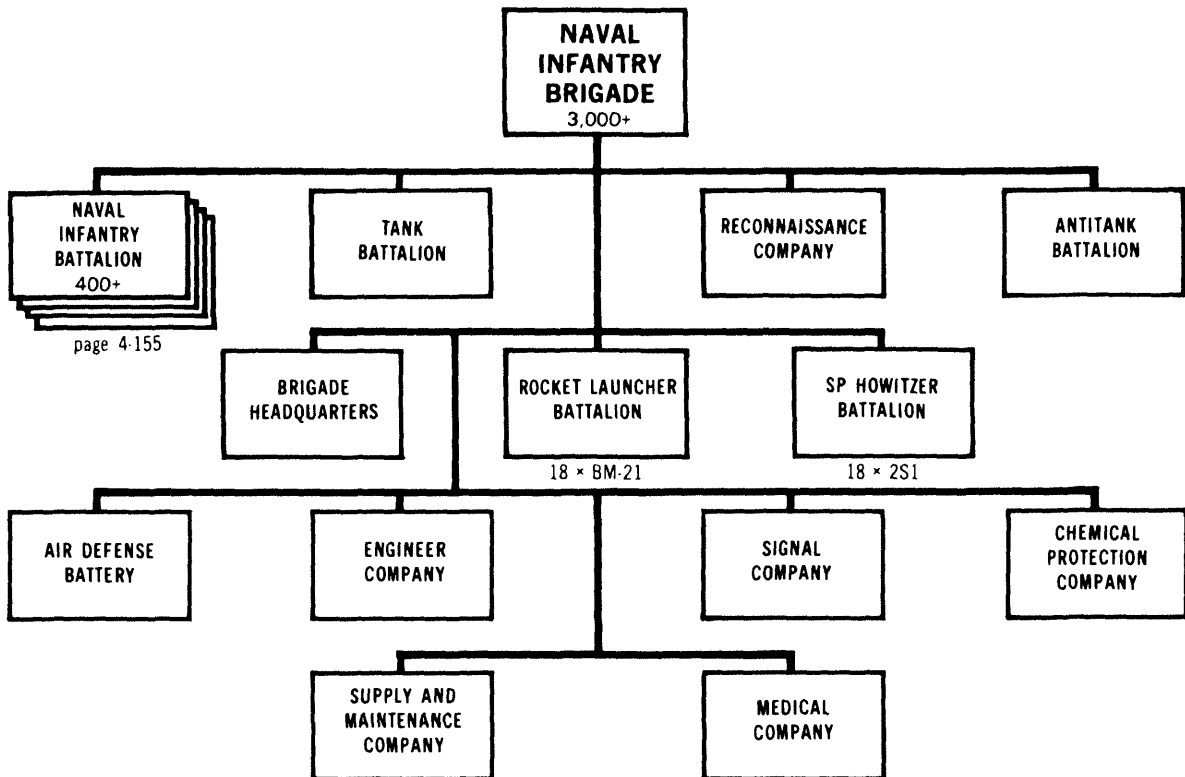 NAVAL
INFANTRY
BRIGADE
3,000+
NAVAL
INFANTRY
BATTALION
400+
page 4-155
TANK
BATTALION
RECONNAISSANCE
COMPANY
ANTITANK
BATTALION
BRIGADE
HEADQUARTERS
ROCKET LAUNCHER
BATTALION
18 × BM-21
SP HOWITZER
BATTALION
18 × 2S1
AIR DEFENSE
BATTERY
ENGINEER
COMPANY
SIGNAL
COMPANY
CHEMICAL
PROTECTION
COMPANY
SUPPLY AND
MAINTENANCE
COMPANY
MEDICAL
COMPANY